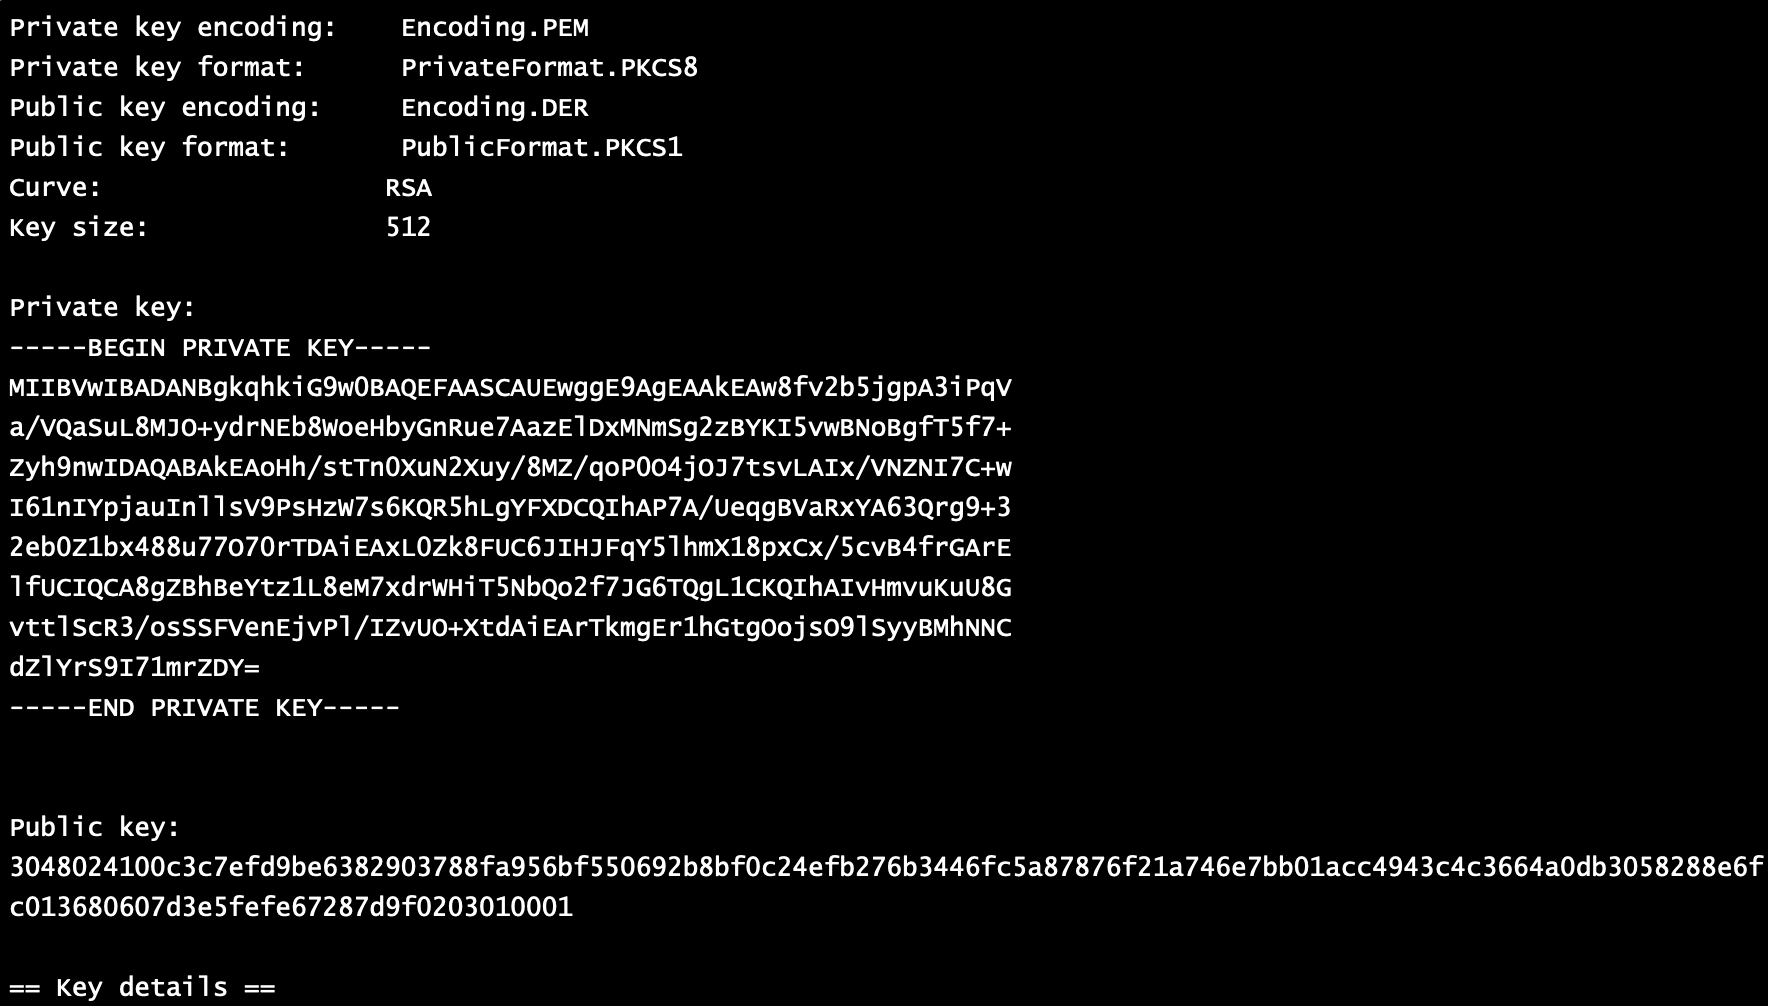 Private key encoding:    Encoding.PEM
Private key format:      PrivateFormat.PKCS8
Public key encoding:     Encoding.DER
Public key format:       PublicFormat.PKCS1
Curve:                  RSA
Key size:               512
Private key:
-----BEGIN PRIVATE KEY-----
MIIBVwIBADANBgkqhkiG9w0BAQEFAASCAUEwggE9AgEAAkEAw8fv2b5jgpA3iPqV
a/VQaSuL8MJO+ydrNEb8WoeHbyGnRue7AazElDxMNmSg2zBYKI5vwBNoBgfT5f7+
Zyh9nwIDAQABAkEAoHh/stTn0XuN2Xuy/8MZ/qoP0O4jOJ7tsvLAIx/VNZNI7C+w
I61nIYpjauInllsV9PsHzW7s6KQR5hLgYFXDCQIhAP7A/UeqgBVaRxYA63Qrg9+3
2eb0Z1bx488u77O70rTDAiEAxL0Zk8FUC6JIHJFqY5lhmX18pxCx/5cvB4frGArE
lfUCIQCA8gZBhBeYtz1L8eM7xdrWHiT5NbQo2f7JG6TQgL1CKQIhAIvHmvuKuU8G
vttlScR3/osSSFVenEjvPl/IZvUO+XtdAiEArTkmgEr1hGtgOojsO9lSyyBMhNNC
dZlYrS9I71mrZDY=
-----END PRIVATE KEY-----
Public key:
3048024100c3c7efd9be6382903788fa956bf550692b8bf0c24efb276b3446fc5a87876f21a746e7bb01acc4943c4c3664a0db3058288e6f
c013680607d3e5fefe67287d9f0203010001
== Key details ==